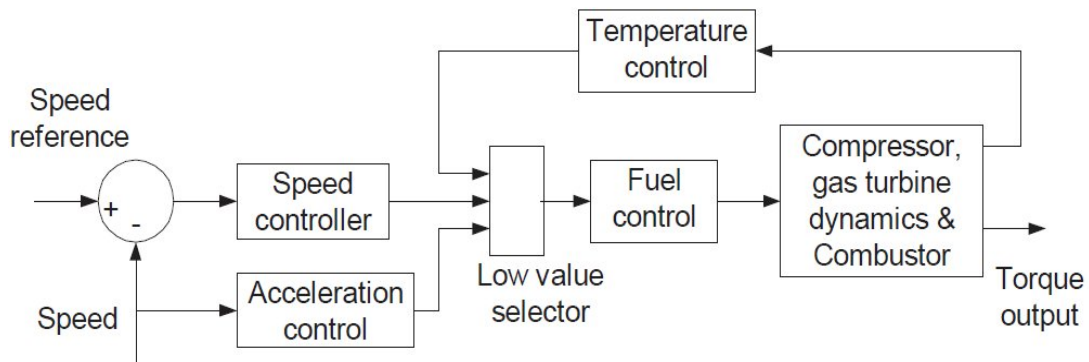 Temperature
control
Speed
reference
+
-
Speed
controller
Fuel
control
Compressor,
gas turbine
dynamics &
Combustor
Low value
selector
Speed
Acceleration
control
Torque
output